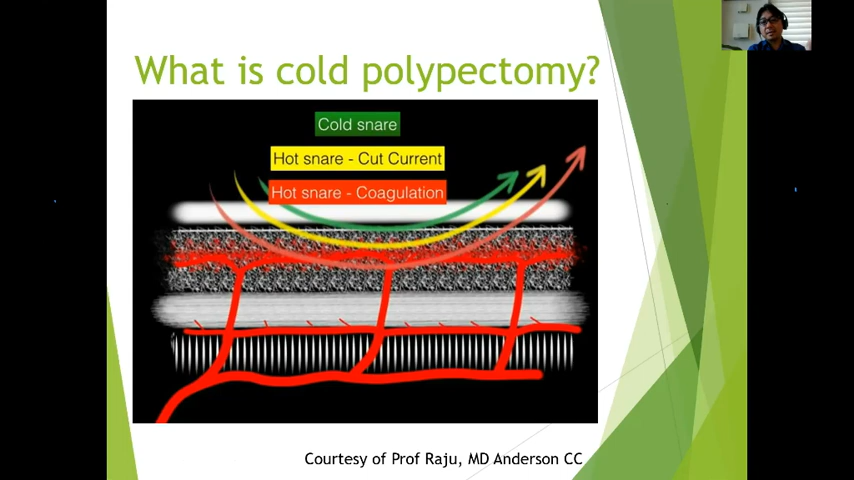 What is cold polypectomy?
Cold snare
Hot snare - Cut Current
Hot snare - Coagulation
Courtesy of Prof Raju, MD Anderson CC